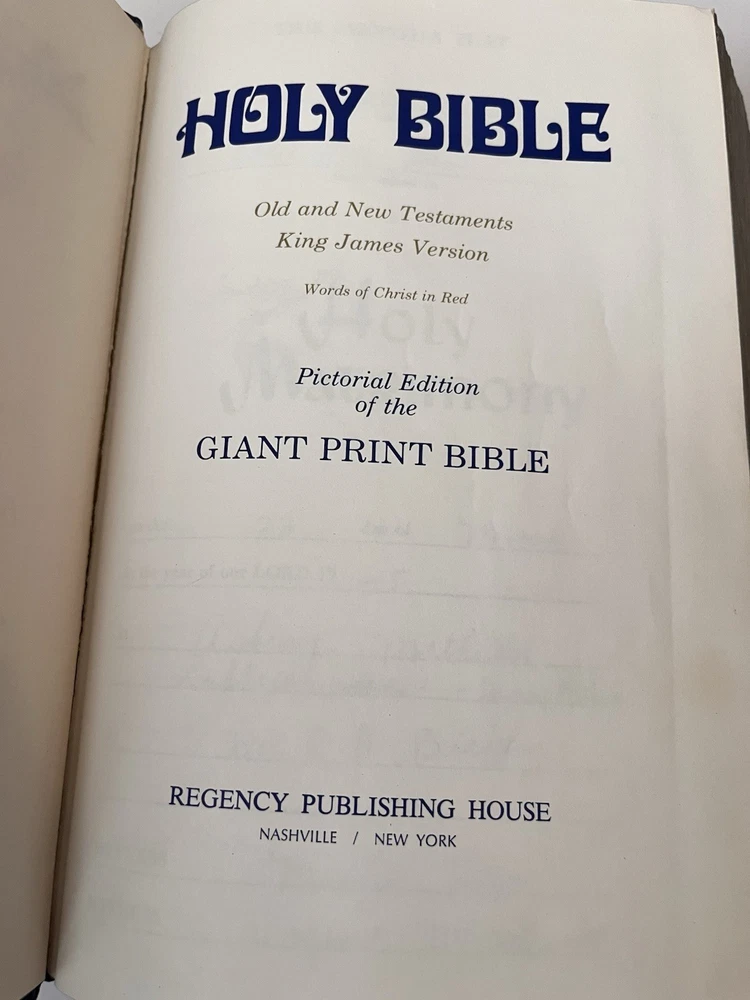 HOLY BIBLE
Old and New Testaments
King James Version
Words of Christ in Red
Pictorial Edition
of the
GIANT PRINT BIBLE
REGENCY PUBLISHING HOUSE
NASHVILLE / NEW YORK